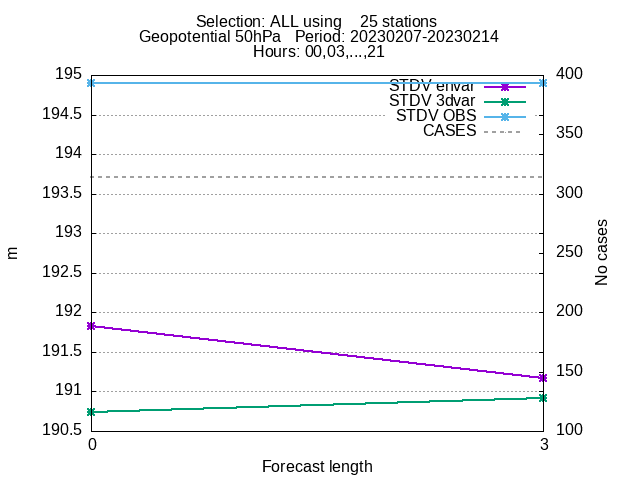 Selection: ALL using    25 stations
Geopotential 50hPa   Period: 20230207-20230214
Hours: 00,03,...,21
195
194.5
194
193.5
193
192.5
192
191.5
191
190.5
m
STDV envar
STDV 3dvar
STDV OBS
CASES
400
350
300
250
200
150
100
No cases
0
3
Forecast length